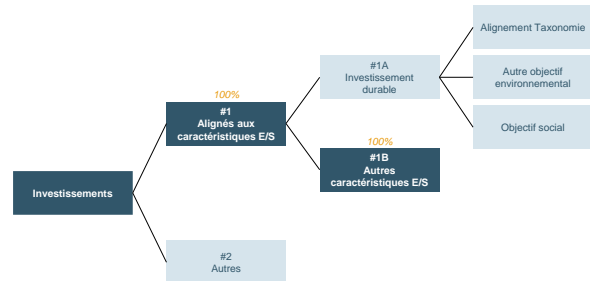 Alignement Taxonomie
#1A
Investissement
durable
Autre objectif
environnemental
100%
#1
Alignés aux
caractéristiques E/S
Objectif social
100%
#1B
Autres
caractéristiques E/S
Investissements
#2
Autres